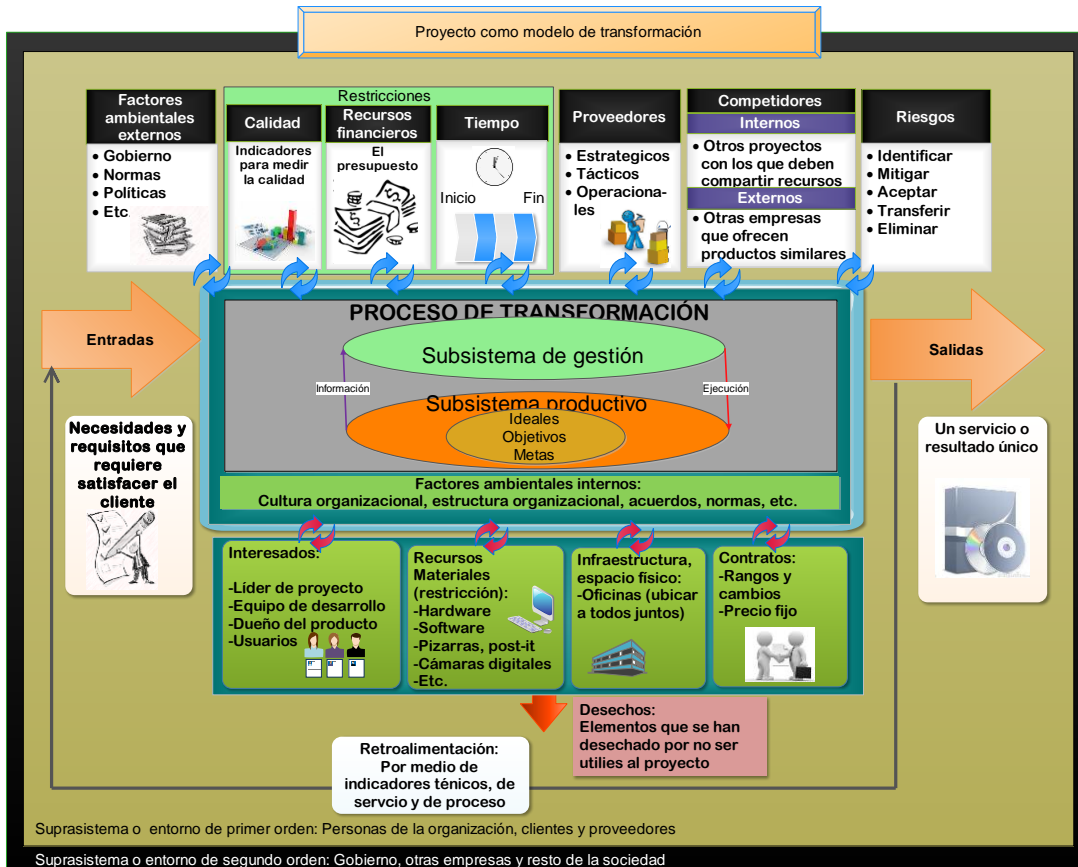 Proyecto como modelo de transformación
Factores
ambientales
externos
• Gobierno
• Normas
• Políticas
• Etc.
Restricciones
Calidad
Indicadores
para medir
la calidad
Recursos
financieros
El
presupuesto
Tiempo
Inicio Fin
Proveedores
• Estrategicos
• Tácticos
• Operaciona-
les
Competidores
Internos
• Otros proyectos
con los que deben
compartir recursos
Externos
• Otras empresas
que ofrecen
productos similares
Riesgos
• Identificar
• Mitigar
• Aceptar
• Transferir
• Eliminar
Entradas
PROCESO DE TRANSFORMACIÓN
Subsistema de gestión
Información
Ejecución
Subsistema productivo
Ideales
Objetivos
Metas
Factores ambientales internos:
Cultura organizacional, estructura organizacional, acuerdos, normas, etc.
Salidas
Necesidades y
requisitos que
requiere
satisfacer el
cliente
Un servicio o
resultado único
Interesados:
-Líder de proyecto
-Equipo de desarrollo
-Dueño del producto
-Usuarios
Recursos
Materiales
(restricción):
-Hardware
-Software
-Pizarras, post-it
-Cámaras digitales
-Etc.
Infraestructura,
espacio físico:
-Oficinas (ubicar
a todos juntos)
Contratos:
-Rangos y
cambios
-Precio fijo
Desechos:
Elementos que se han
desechado por no ser
utilies al proyecto
Retroalimentación:
Por medio de
indicadores ténicos, de
servcio y de proceso
Suprasistema o entorno de primer orden: Personas de la organización, clientes y proveedores
Suprasistema o entorno de segundo orden: Gobierno, otras empresas y resto de la sociedad